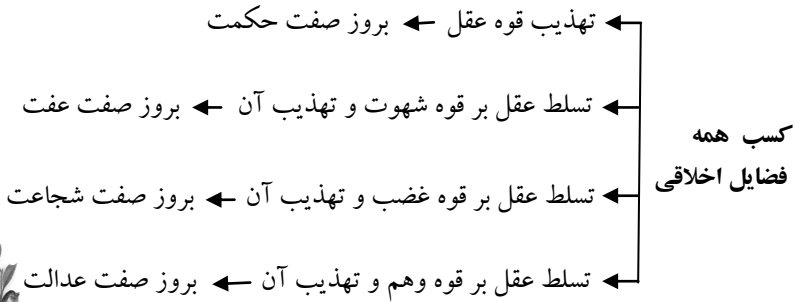 تهذیب قوه عقل ← بروز صفت حکمت
تسلط عقل بر قوه شهوت و تهذیب آن ← بروز صفت عفت
کسب همه
فضایل اخلاقی
تسلط عقل بر قوه غضب و تهذیب آن ← بروز صفت شجاعت
تسلط عقل بر قوه وهم و تهذیب آن ← بروز صفت عدالت